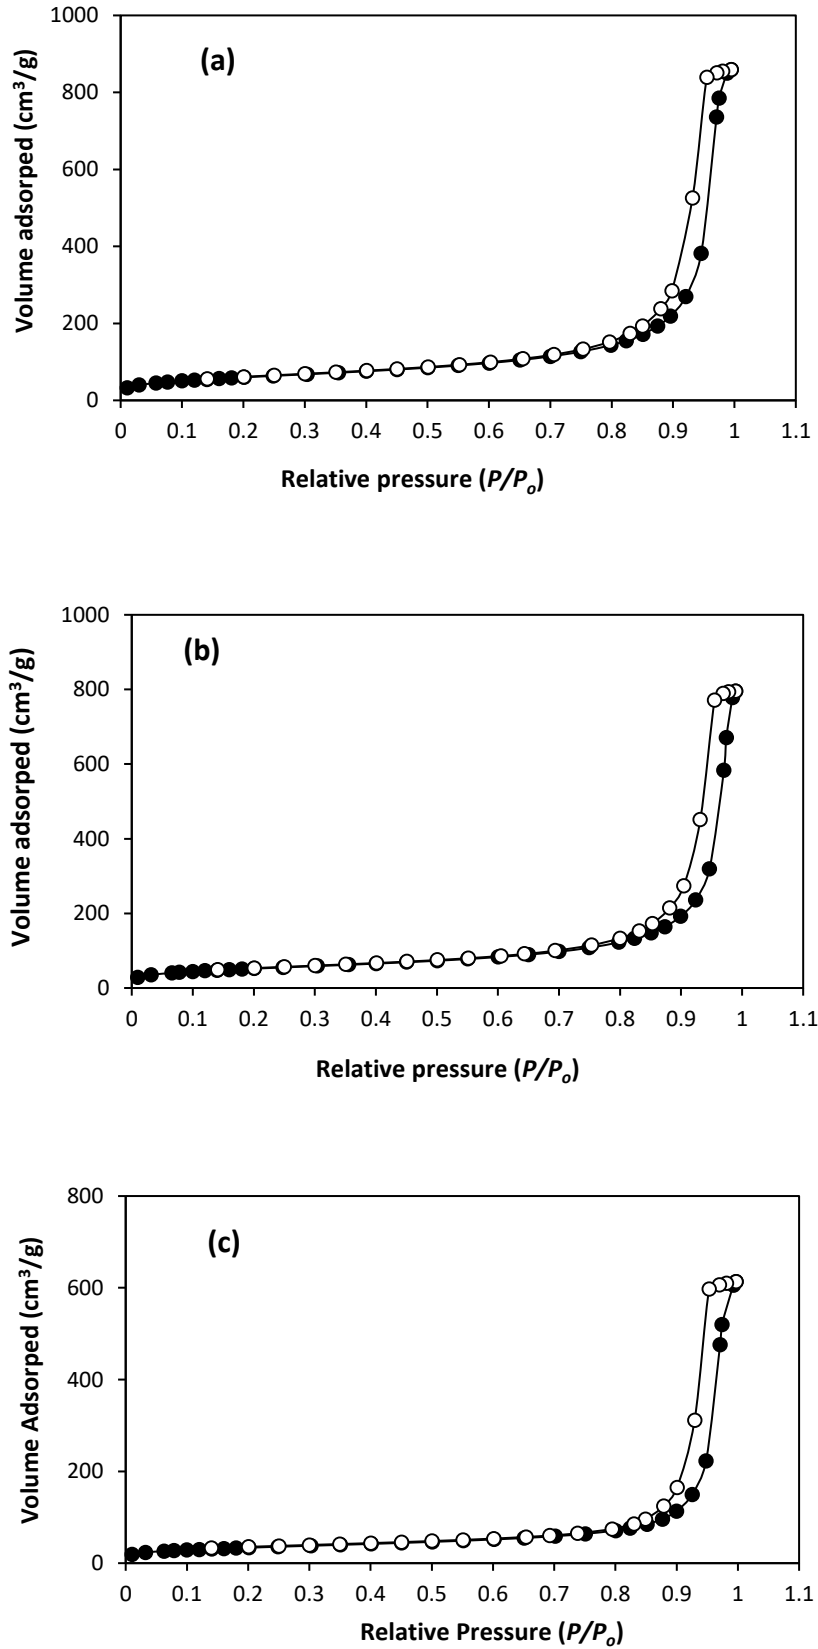 1000
(a)
800
600
400
200
0
Volume adsorped (cm³/g)
0 0.1 0.2 0.3 0.4 0.5 0.6 0.7 0.8 0.9 1 1.1
Relative pressure (P/Pₒ)
1000
(b)
800
600
400
200
0
Volume adsorped (cm³/g)
0 0.1 0.2 0.3 0.4 0.5 0.6 0.7 0.8 0.9 1 1.1
Relative pressure (P/Pₒ)
800
(c)
600
400
200
0
Volume Adsorped (cm³/g)
0 0.1 0.2 0.3 0.4 0.5 0.6 0.7 0.8 0.9 1 1.1
Relative Pressure (P/Pₒ)